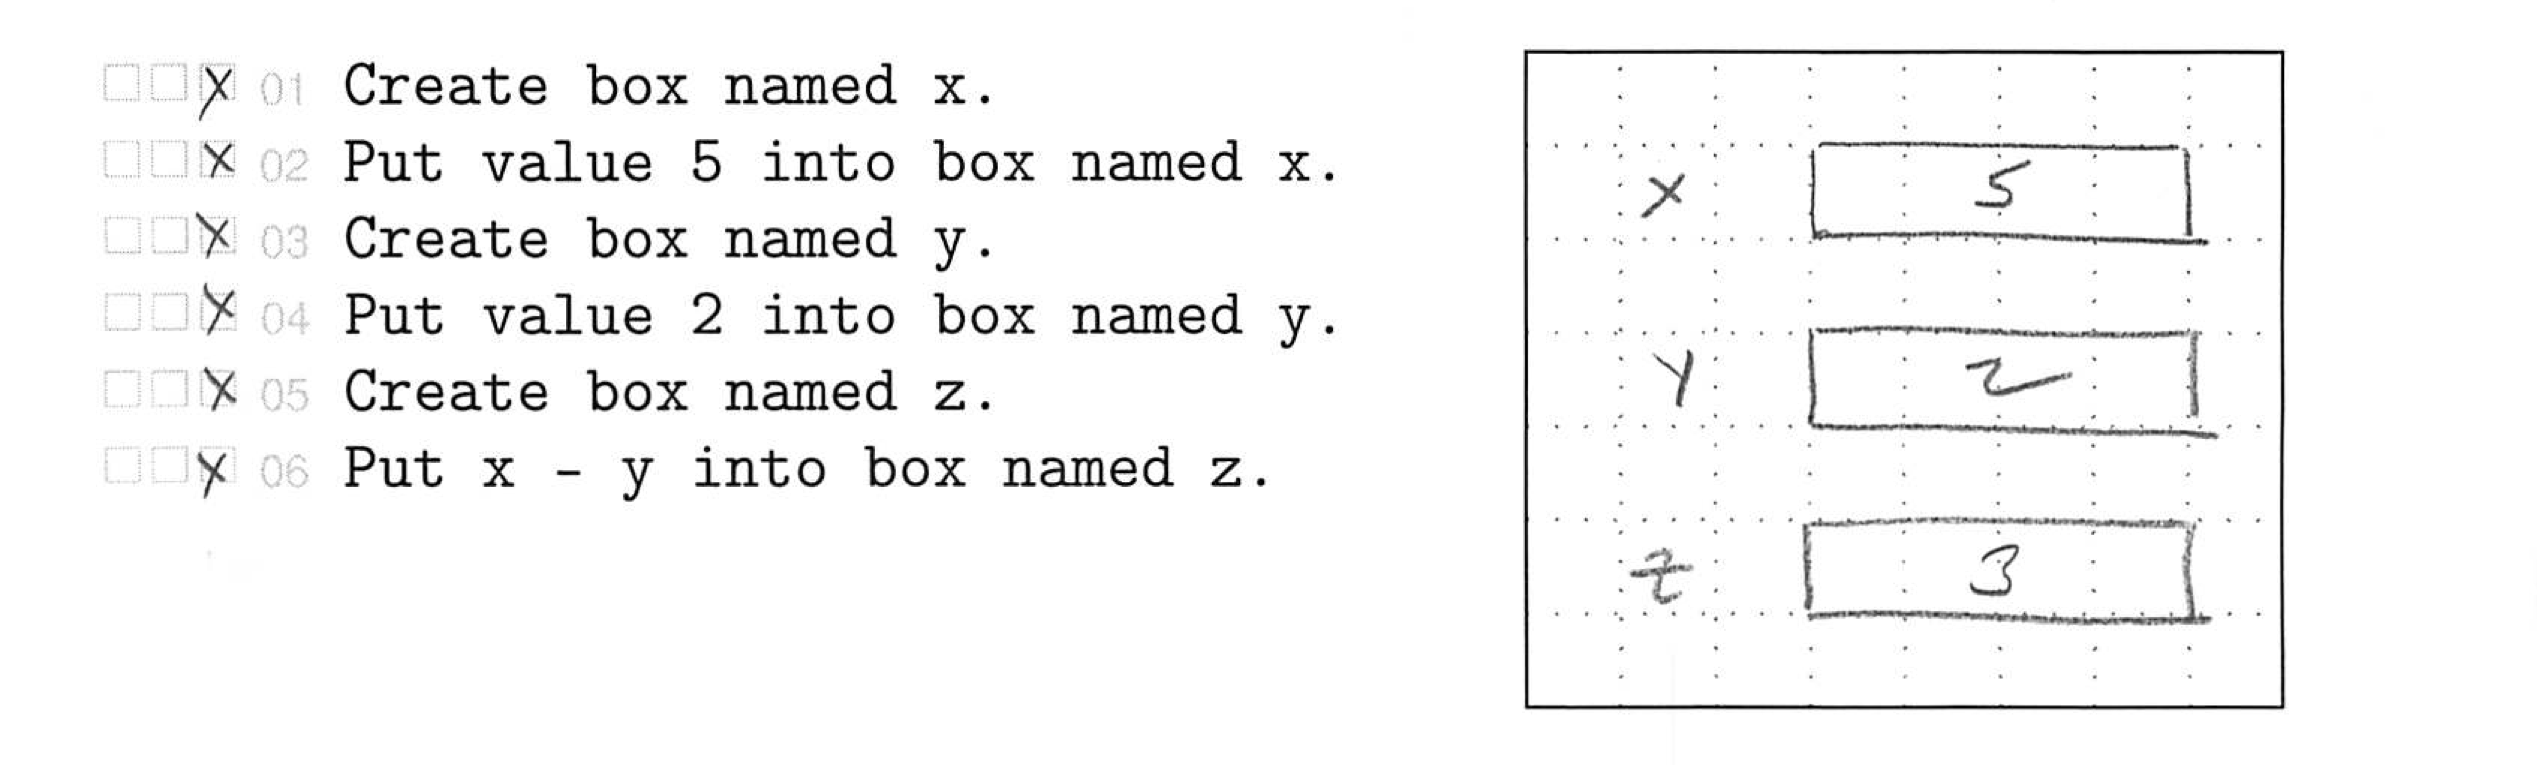 X 01 Create box named x.
X 02 Put value 5 into box named x.
X 03 Create box named y.
X 04 Put value 2 into box named y.
X 05 Create box named z.
X 06 Put x - y into box named z.
x 5
y 2
z 3